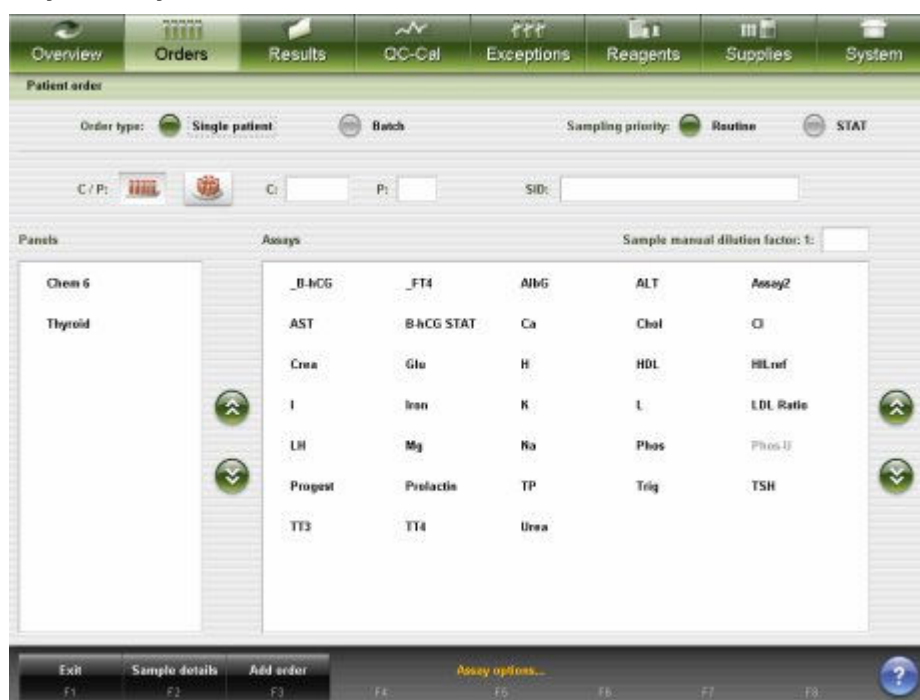 Overview Orders Results QC-Cal Exceptions Reagents Supplies System
Patient order
Order type: Single patient Batch Sampling priority: Routine STAT
C / P: C: P: SID:
Panels Assays Sample manual dilution factor: 1:
Chem 6 _B-hCG _FT4 AlbG ALT Assay2
Thyroid AST B-hCG STAT Ca Chol Cl
Crea Glu H HDL HILref
I Iron K L LDL Ratio
LH Mg Na Phos Phos-U
Progest Prolactin TP Trig TSH
TT3 TT4 Urea
Exit Sample details Add order Assay options... ?
F1 F2 F3 F4 F5 F6 F7 F8